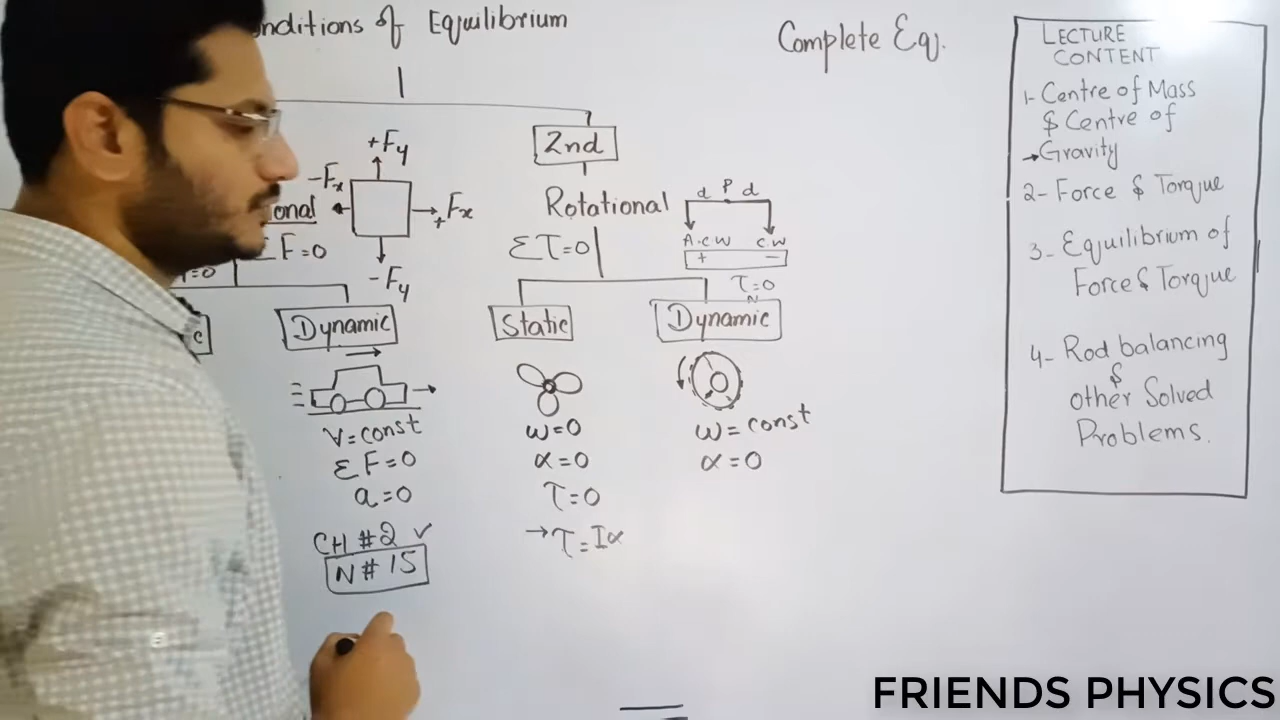 nditions of Equilibrium
Complete Eq.
2nd
+Fy
-Fx
+Fx
-Fy
onal
Σ F=0
Rotational
Στ=0
d P d
A.C.W C.W
+ -
τN=0
Dynamic
V=const
ΣF=0
a=0
CH #2 ✓
N# 15
Static
ω=0
α=0
τ=0
→τ=Iα
Dynamic
ω=const
α=0
LECTURE
CONTENT
1- Centre of Mass
$ Centre of
→Gravity
2- Force $ Torque
3- Equilibrium of
Force $ Torque
4- Rod balancing
$
other Solved
Problems.
FRIENDS PHYSICS